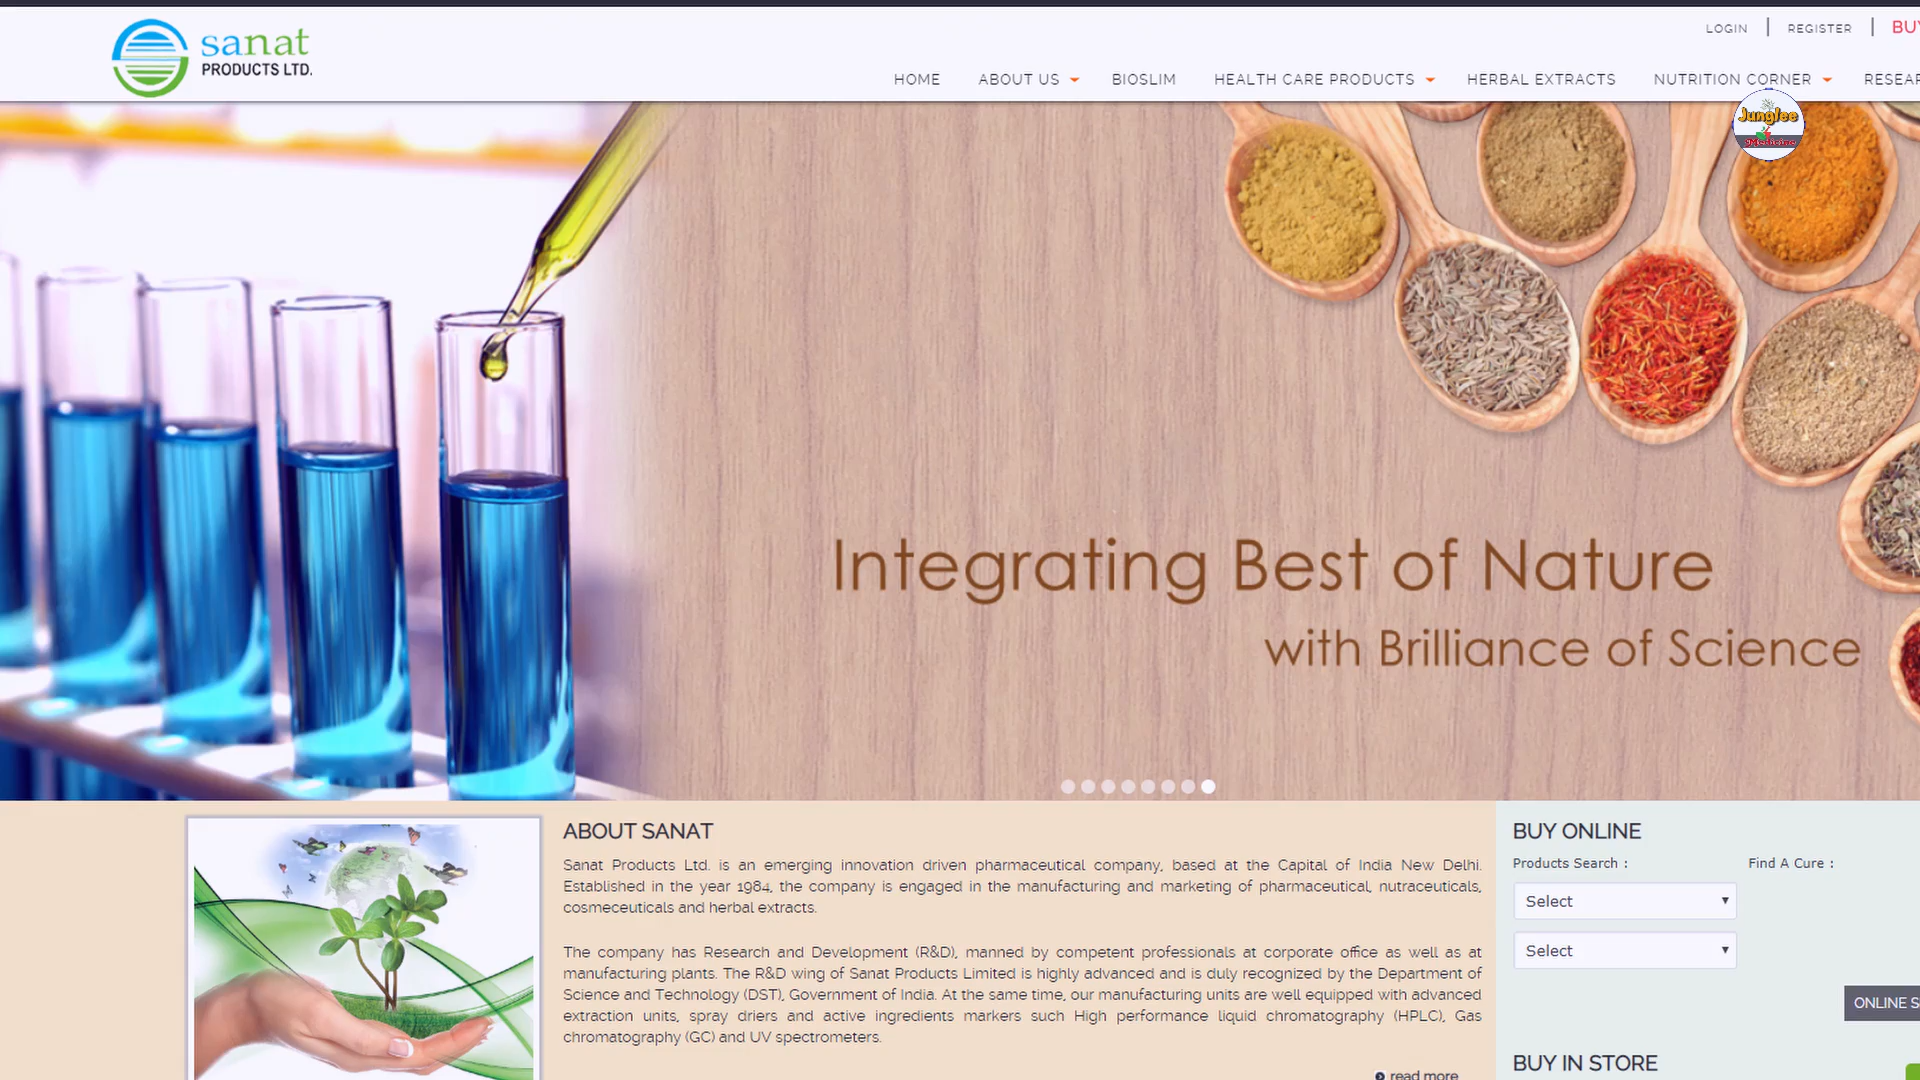 sanat
PRODUCTS LTD.
LOGIN | REGISTER |
HOME ABOUT US BIOSLIM HEALTH CARE PRODUCTS HERBAL EXTRACTS NUTRITION CORNER
Junglee
Integrating Best of Nature
with Brilliance of Science
ABOUT SANAT
Sanat Products Ltd. is an emerging innovation driven pharmaceutical company, based at the Capital of India New Delhi.
Established in the year 1984, the company is engaged in the manufacturing and marketing of pharmaceutical, nutraceuticals,
cosmeceuticals and herbal extracts.
The company has Research and Development (R&D), manned by competent professionals at corporate office as well as at
manufacturing plants. The R&D wing of Sanat Products Limited is highly advanced and is duly recognized by the Department of
Science and Technology (DST), Government of India. At the same time, our manufacturing units are well equipped with advanced
extraction units, spray driers and active ingredients markers such High performance liquid chromatography (HPLC), Gas
chromatography (GC) and UV spectrometers.
read more
BUY ONLINE
Products Search :
Find A Cure :
Select
Select
ONLINE
BUY IN STORE